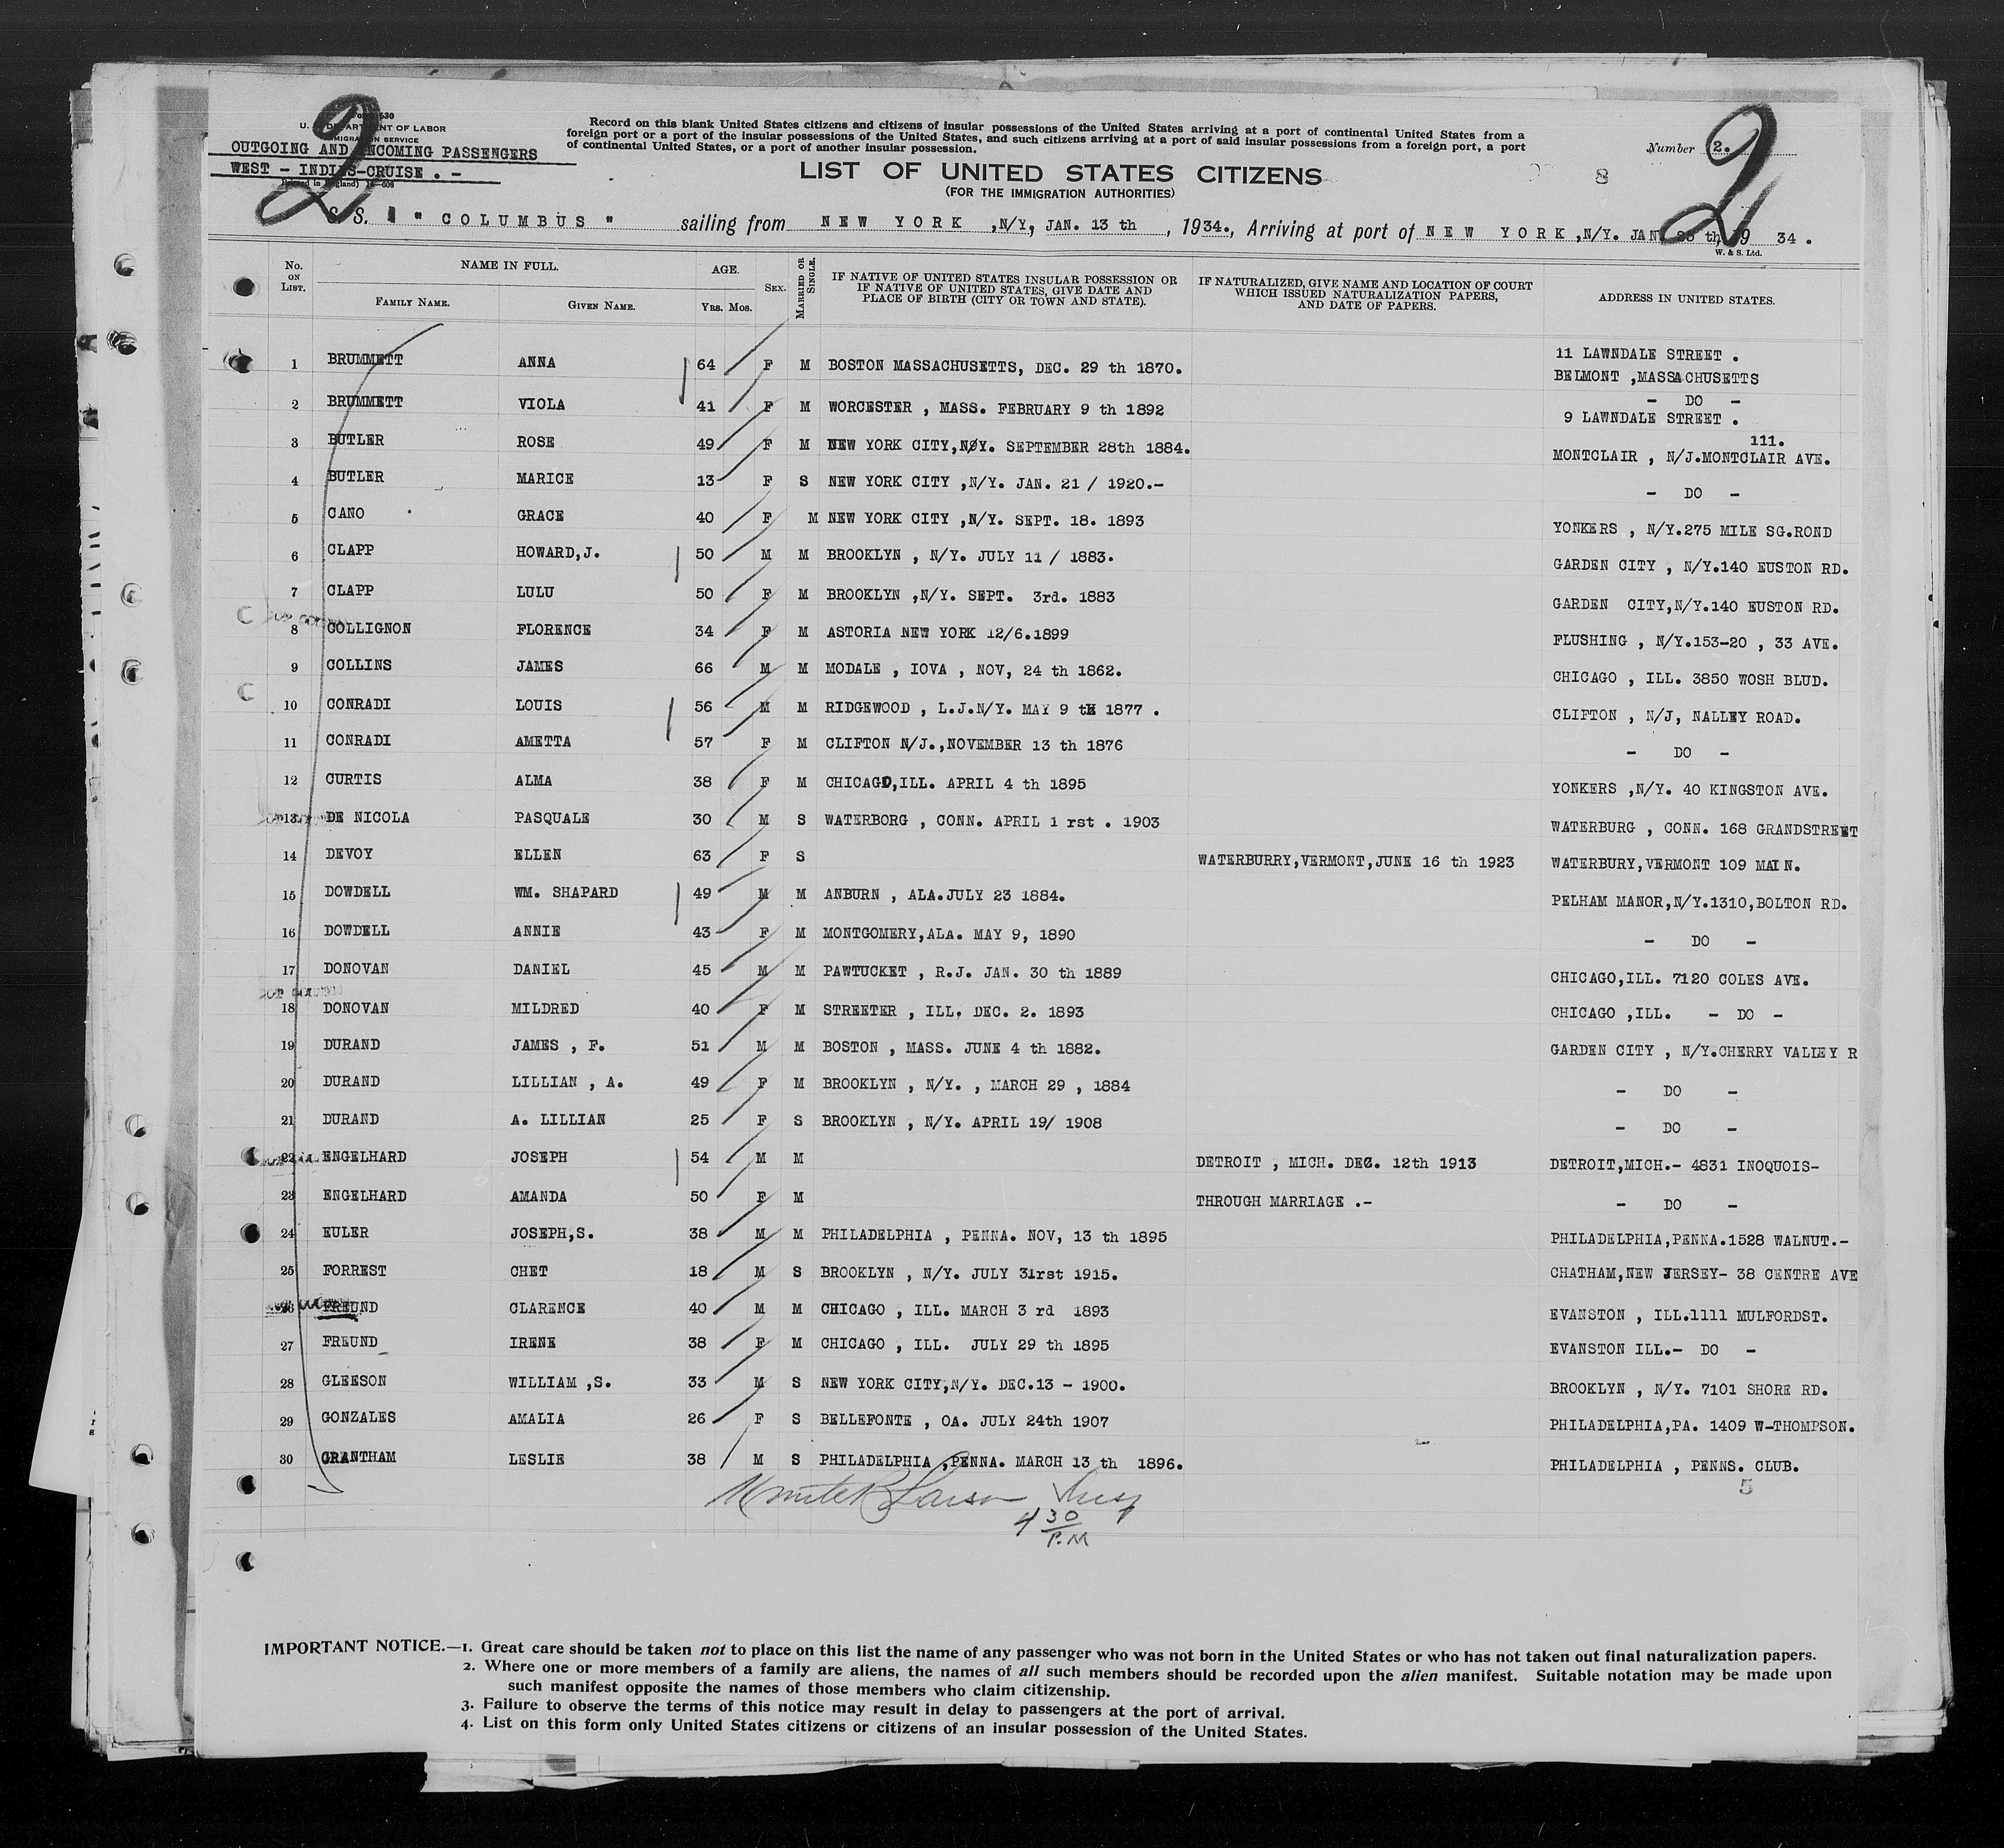 U. S. DEPARTMENT OF LABOR
IMMIGRATION SERVICE
OUTGOING AND INCOMING PASSENGERS
WEST - INDIES-CRUISE . -
Record on this blank United States citizens and citizens of insular possessions of the United States arriving at a port of continental United States from a
foreign port or a port of the insular possessions of the United States, and such citizens arriving at a port of said insular possessions from a foreign port, a port
of continental United States, or a port of another insular possession.
LIST OF UNITED STATES CITIZENS
(FOR THE IMMIGRATION AUTHORITIES)
Number 2.
2
2
8
S. S. " COLUMBUS " sailing from NEW YORK ,N/Y, JAN. 13 th , 1934., Arriving at port of NEW YORK ,N/Y. JAN. th, 19 34 .
W. & S. Ltd.
No. ON LIST. NAME IN FULL. FAMILY NAME. GIVEN NAME. AGE. YRS. MOS. SEX. MARRIED OR SINGLE. IF NATIVE OF UNITED STATES INSULAR POSSESSION OR IF NATIVE OF UNITED STATES, GIVE DATE AND PLACE OF BIRTH (CITY OR TOWN AND STATE). IF NATURALIZED, GIVE NAME AND LOCATION OF COURT WHICH ISSUED NATURALIZATION PAPERS, AND DATE OF PAPERS. ADDRESS IN UNITED STATES.
1 BRUMMETT ANNA 64 F M BOSTON MASSACHUSETTS, DEC. 29 th 1870. 11 LAWNDALE STREET .
BELMONT ,MASSACHUSETTS
2 BRUMMETT VIOLA 41 F M WORCESTER , MASS. FEBRUARY 9 th 1892 - DO -
9 LAWNDALE STREET .
3 BUTLER ROSE 49 F M NEW YORK CITY,NØY. SEPTEMBER 28th 1884. 111.
MONTCLAIR , N/J.MONTCLAIR AVE.
4 BUTLER MARICE 13 F S NEW YORK CITY ,N/Y. JAN. 21 / 1920.- - DO -
5 CANO GRACE 40 F M NEW YORK CITY ,N/Y. SEPT. 18. 1893 YONKERS , N/Y.275 MILE SG.ROND
6 CLAPP HOWARD,J. 50 M M BROOKLYN , N/Y. JULY 11 / 1883. GARDEN CITY , N/Y.140 EUSTON RD.
7 CLAPP LULU 50 F M BROOKLYN ,N/Y. SEPT. 3rd. 1883 GARDEN CITY,N/Y.140 EUSTON RD.
8 COLLIGNON FLORENCE 34 F M ASTORIA NEW YORK 12/6.1899 FLUSHING , N/Y.153-20 , 33 AVE.
9 COLLINS JAMES 66 M M MODALE , IOVA , NOV, 24 th 1862. CHICAGO , ILL. 3850 WOSH BLUD.
10 CONRADI LOUIS 56 M M RIDGEWOOD , L.J.N/Y. MAY 9 tH 1877 . CLIFTON , N/J, NALLEY ROAD.
11 CONRADI AMETTA 57 F M CLIFTON N/J.,NOVEMBER 13 th 1876 - DO -
12 CURTIS ALMA 38 F M CHICAGO,ILL. APRIL 4 th 1895 YONKERS ,N/Y. 40 KINGSTON AVE.
13 DE NICOLA PASQUALE 30 M S WATERBORG , CONN. APRIL 1 rst . 1903 WATERBURG , CONN. 168 GRANDSTREET
14 DEVOY ELLEN 63 F S WATERBURRY,VERMONT,JUNE 16 th 1923 WATERBURY,VERMONT 109 MAIN.
15 DOWDELL WM. SHAPARD 49 M M ANBURN , ALA.JULY 23 1884. PELHAM MANOR,N/Y.1310,BOLTON RD.
16 DOWDELL ANNIE 43 F M MONTGOMERY,ALA. MAY 9, 1890 - DO -
17 DONOVAN DANIEL 45 M M PAWTUCKET , R.J. JAN. 30 th 1889 CHICAGO,ILL. 7120 COLES AVE.
18 DONOVAN MILDRED 40 F M STREETER , ILL. DEC. 2. 1893 CHICAGO ,ILL. - DO -
19 DURAND JAMES , F. 51 M M BOSTON , MASS. JUNE 4 th 1882. GARDEN CITY , N/Y.CHERRY VALLEY R
20 DURAND LILLIAN , A. 49 F M BROOKLYN , N/Y. , MARCH 29 , 1884 - DO -
21 DURAND A. LILLIAN 25 F S BROOKLYN , N/Y. APRIL 19/ 1908 - DO -
22 ENGELHARD JOSEPH 54 M M DETROIT , MICH. DEC. 12th 1913 DETROIT,MICH.- 4831 INOQUOIS-
23 ENGELHARD AMANDA 50 F M THROUGH MARRIAGE .- - DO -
24 EULER JOSEPH,S. 38 M M PHILADELPHIA , PENNA. NOV, 13 th 1895 PHILADELPHIA,PENNA.1528 WALNUT.-
25 FORREST CHET 18 M S BROOKLYN , N/Y. JULY 31rst 1915. CHATHAM,NEW JERSEY- 38 CENTRE AVE
26 FREUND CLARENCE 40 M M CHICAGO , ILL. MARCH 3 rd 1893 EVANSTON , ILL.1111 MULFORDST.
27 FREUND IRENE 38 F M CHICAGO , ILL. JULY 29 th 1895 EVANSTON ILL.- DO -
28 GLEESON WILLIAM ,S. 33 M S NEW YORK CITY,N/Y. DEC.13 - 1900. BROOKLYN , N/Y. 7101 SHORE RD.
29 GONZALES AMALIA 26 F S BELLEFONTE , OA. JULY 24th 1907 PHILADELPHIA,PA. 1409 W-THOMPSON.
30 GRANTHAM LESLIE 38 M S PHILADELPHIA ,PENNA. MARCH 13 th 1896. PHILADELPHIA , PENNS. CLUB.
5
4 30
P.M
IMPORTANT NOTICE.—1. Great care should be taken not to place on this list the name of any passenger who was not born in the United States or who has not taken out final naturalization papers.
2. Where one or more members of a family are aliens, the names of all such members should be recorded upon the alien manifest. Suitable notation may be made upon
such manifest opposite the names of those members who claim citizenship.
3. Failure to observe the terms of this notice may result in delay to passengers at the port of arrival.
4. List on this form only United States citizens or citizens of an insular possession of the United States.